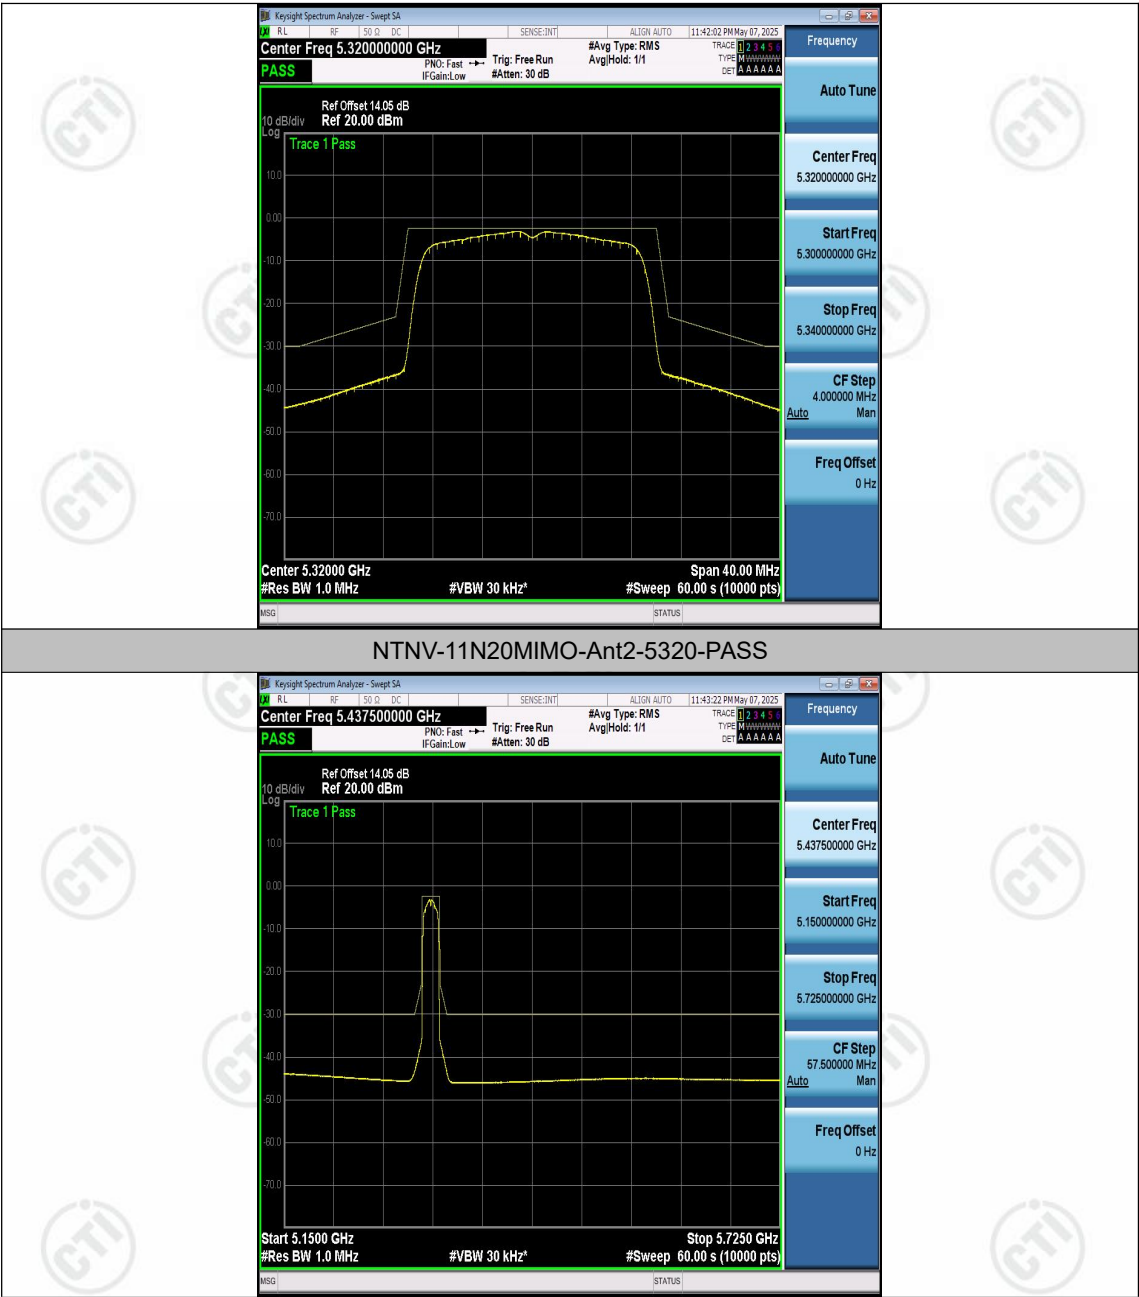 Keysight Spectrum Analyzer - Swept SA
RL RF 50 Ω DC SENSE:INT ALIGN AUTO 11:42:02 PM May 07, 2025
Center Freq 5.320000000 GHz
PASS
PNO: Fast
IFGain:Low
Trig: Free Run
#Atten: 30 dB
#Avg Type: RMS
Avg|Hold: 1/1
TRACE 1 2 3 4 5 6
TYPE M W W W W W
DET A A A A A A
Ref Offset 14.05 dB
10 dB/div Ref 20.00 dBm
Log
Trace 1 Pass
10.0
0.00
-10.0
-20.0
-30.0
-40.0
-50.0
-60.0
-70.0
Center 5.32000 GHz Span 40.00 MHz
#Res BW 1.0 MHz #VBW 30 kHz* #Sweep 60.00 s (10000 pts)
MSG STATUS
Frequency
Auto Tune
Center Freq
5.320000000 GHz
Start Freq
5.300000000 GHz
Stop Freq
5.340000000 GHz
CF Step
4.000000 MHz
Auto Man
Freq Offset
0 Hz
NTNV-11N20MIMO-Ant2-5320-PASS
Keysight Spectrum Analyzer - Swept SA
RL RF 50 Ω DC SENSE:INT ALIGN AUTO 11:43:22 PM May 07, 2025
Center Freq 5.437500000 GHz
PASS
PNO: Fast
IFGain:Low
Trig: Free Run
#Atten: 30 dB
#Avg Type: RMS
Avg|Hold: 1/1
TRACE 1 2 3 4 5 6
TYPE M W W W W W
DET A A A A A A
Ref Offset 14.05 dB
10 dB/div Ref 20.00 dBm
Log
Trace 1 Pass
10.0
0.00
-10.0
-20.0
-30.0
-40.0
-50.0
-60.0
-70.0
Start 5.1500 GHz Stop 5.7250 GHz
#Res BW 1.0 MHz #VBW 30 kHz* #Sweep 60.00 s (10000 pts)
MSG STATUS
Frequency
Auto Tune
Center Freq
5.437500000 GHz
Start Freq
5.150000000 GHz
Stop Freq
5.725000000 GHz
CF Step
57.500000 MHz
Auto Man
Freq Offset
0 Hz
CTI
CTI
CTI
CTI
CTI
CTI
CTI
CTI
CTI
CTI